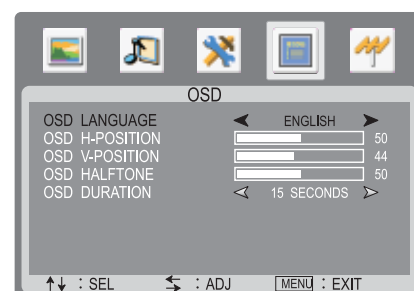 OSD
OSD LANGUAGE ENGLISH
OSD H-POSITION 50
OSD V-POSITION 44
OSD HALFTONE 50
OSD DURATION 15 SECONDS
: SEL : ADJ MENU : EXIT